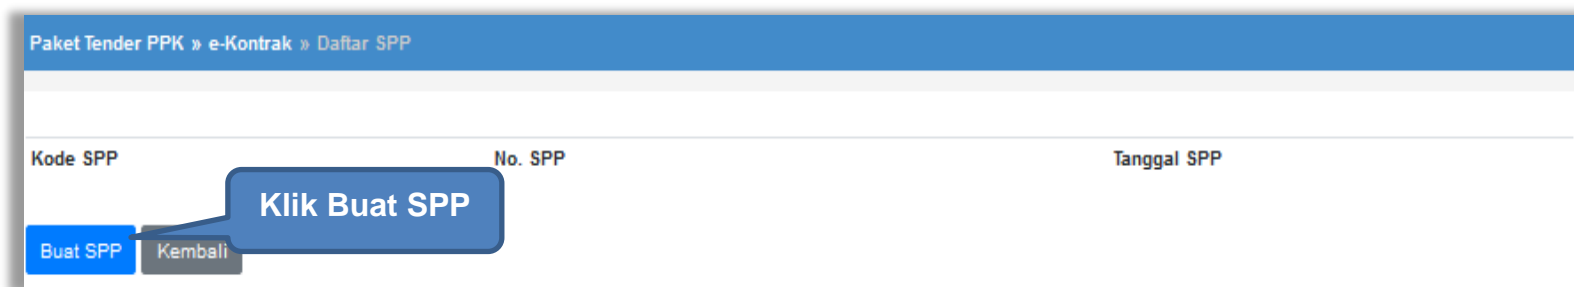 Paket Tender PPK » e-Kontrak » Daftar SPP
Kode SPP No. SPP Tanggal SPP
Klik Buat SPP
Buat SPP Kembali